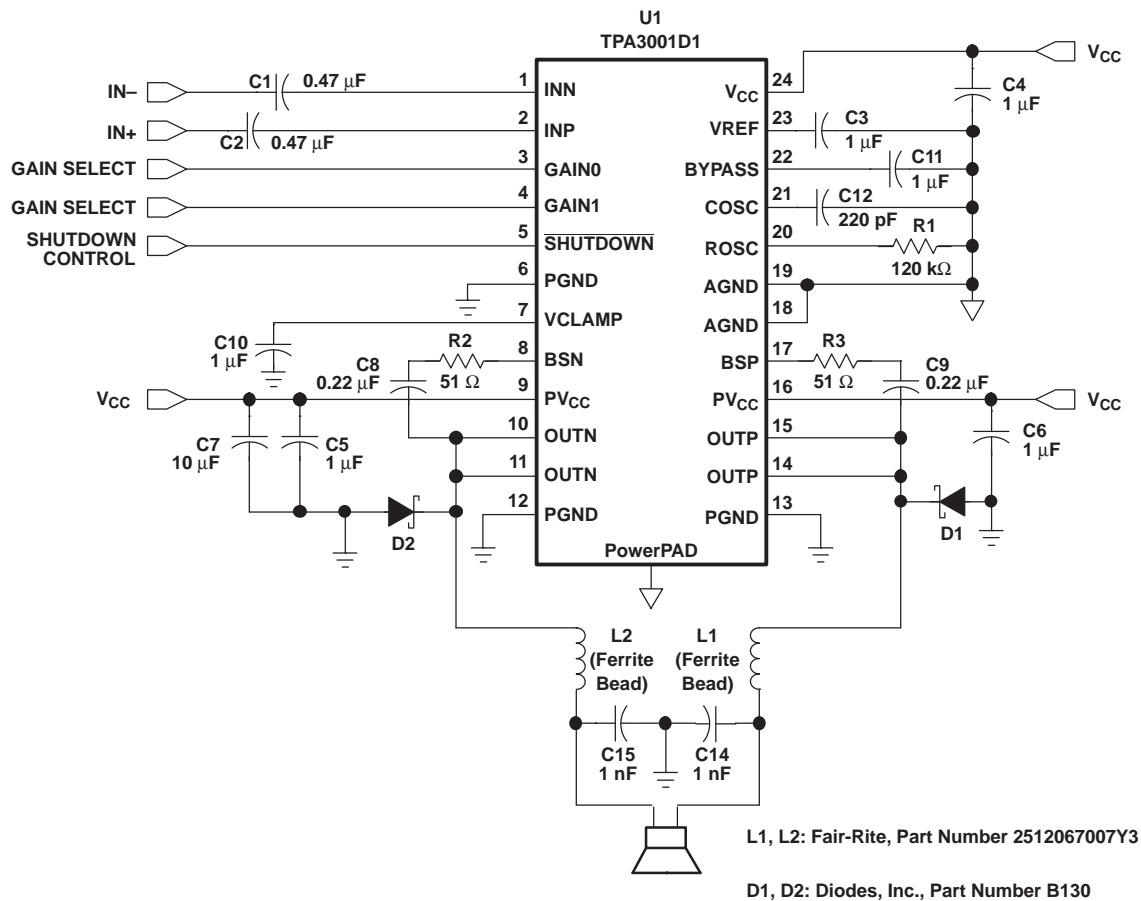 U1
TPA3001D1
IN–
C1
0.47 μF
1
INN
IN+
C2
0.47 μF
2
INP
GAIN SELECT
3
GAIN0
GAIN SELECT
4
GAIN1
SHUTDOWN
CONTROL
5
SHUTDOWN
6
PGND
7
VCLAMP
C10
1 μF
R2
51 Ω
8
BSN
C8
0.22 μF
VCC
9
PVCC
10
OUTN
C7
10 μF
C5
1 μF
11
OUTN
D2
12
PGND
PowerPAD
24
VCC
VCC
C4
1 μF
VREF
23
C3
1 μF
BYPASS
22
C11
1 μF
COSC
21
C12
220 pF
ROSC
20
R1
120 kΩ
AGND
19
AGND
18
BSP
17
R3
51 Ω
C9
0.22 μF
PVCC
16
VCC
OUTP
15
C6
1 μF
OUTP
14
D1
PGND
13
L2
(Ferrite
Bead)
L1
(Ferrite
Bead)
C15
1 nF
C14
1 nF
L1, L2: Fair-Rite, Part Number 2512067007Y3
D1, D2: Diodes, Inc., Part Number B130